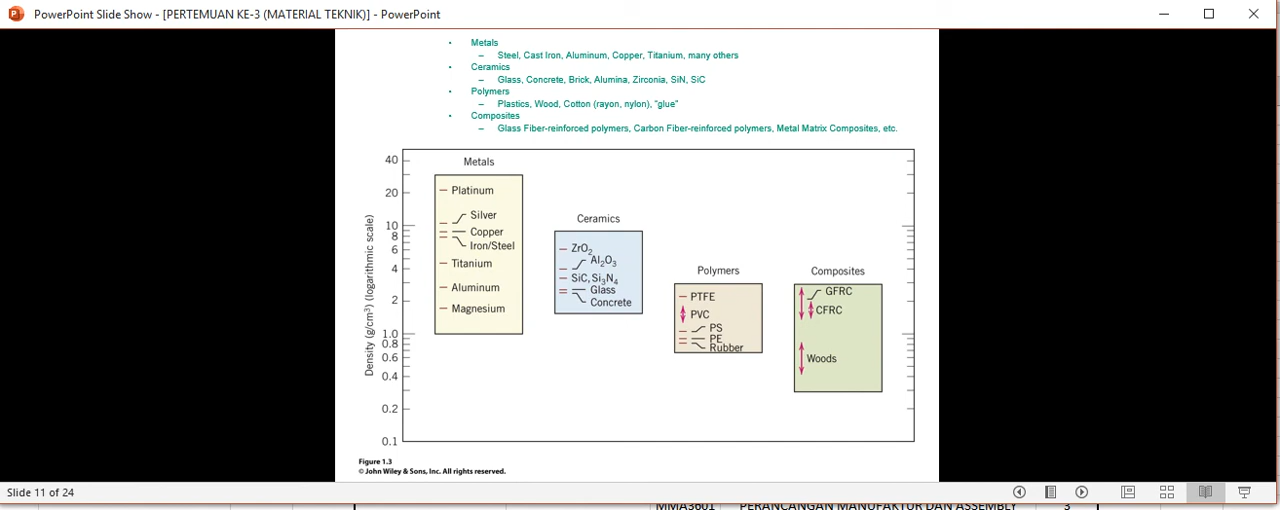 PowerPoint Slide Show - [PERTEMUAN KE-3 (MATERIAL TEKNIK)] - PowerPoint
• Metals
– Steel, Cast Iron, Aluminum, Copper, Titanium, many others
• Ceramics
– Glass, Concrete, Brick, Alumina, Zirconia, SiN, SiC
• Polymers
– Plastics, Wood, Cotton (rayon, nylon), "glue"
• Composites
– Glass Fiber-reinforced polymers, Carbon Fiber-reinforced polymers, Metal Matrix Composites, etc.
Density (g/cm³) (logarithmic scale)
40
20
10
8
6
4
2
1.0
0.8
0.6
0.4
0.2
0.1
Metals
Platinum
Silver
Copper
Iron/Steel
Titanium
Aluminum
Magnesium
Ceramics
ZrO₂
Al₂O₃
SiC, Si₃N₄
Glass
Concrete
Polymers
PTFE
PVC
PS
PE
Rubber
Composites
GFRC
CFRC
Woods
Figure 1.3
© John Wiley & Sons, Inc. All rights reserved.
Slide 11 of 24
MMA3601 PERANCANGAN MANUFAKTUR DAN ASSEMBLY 3